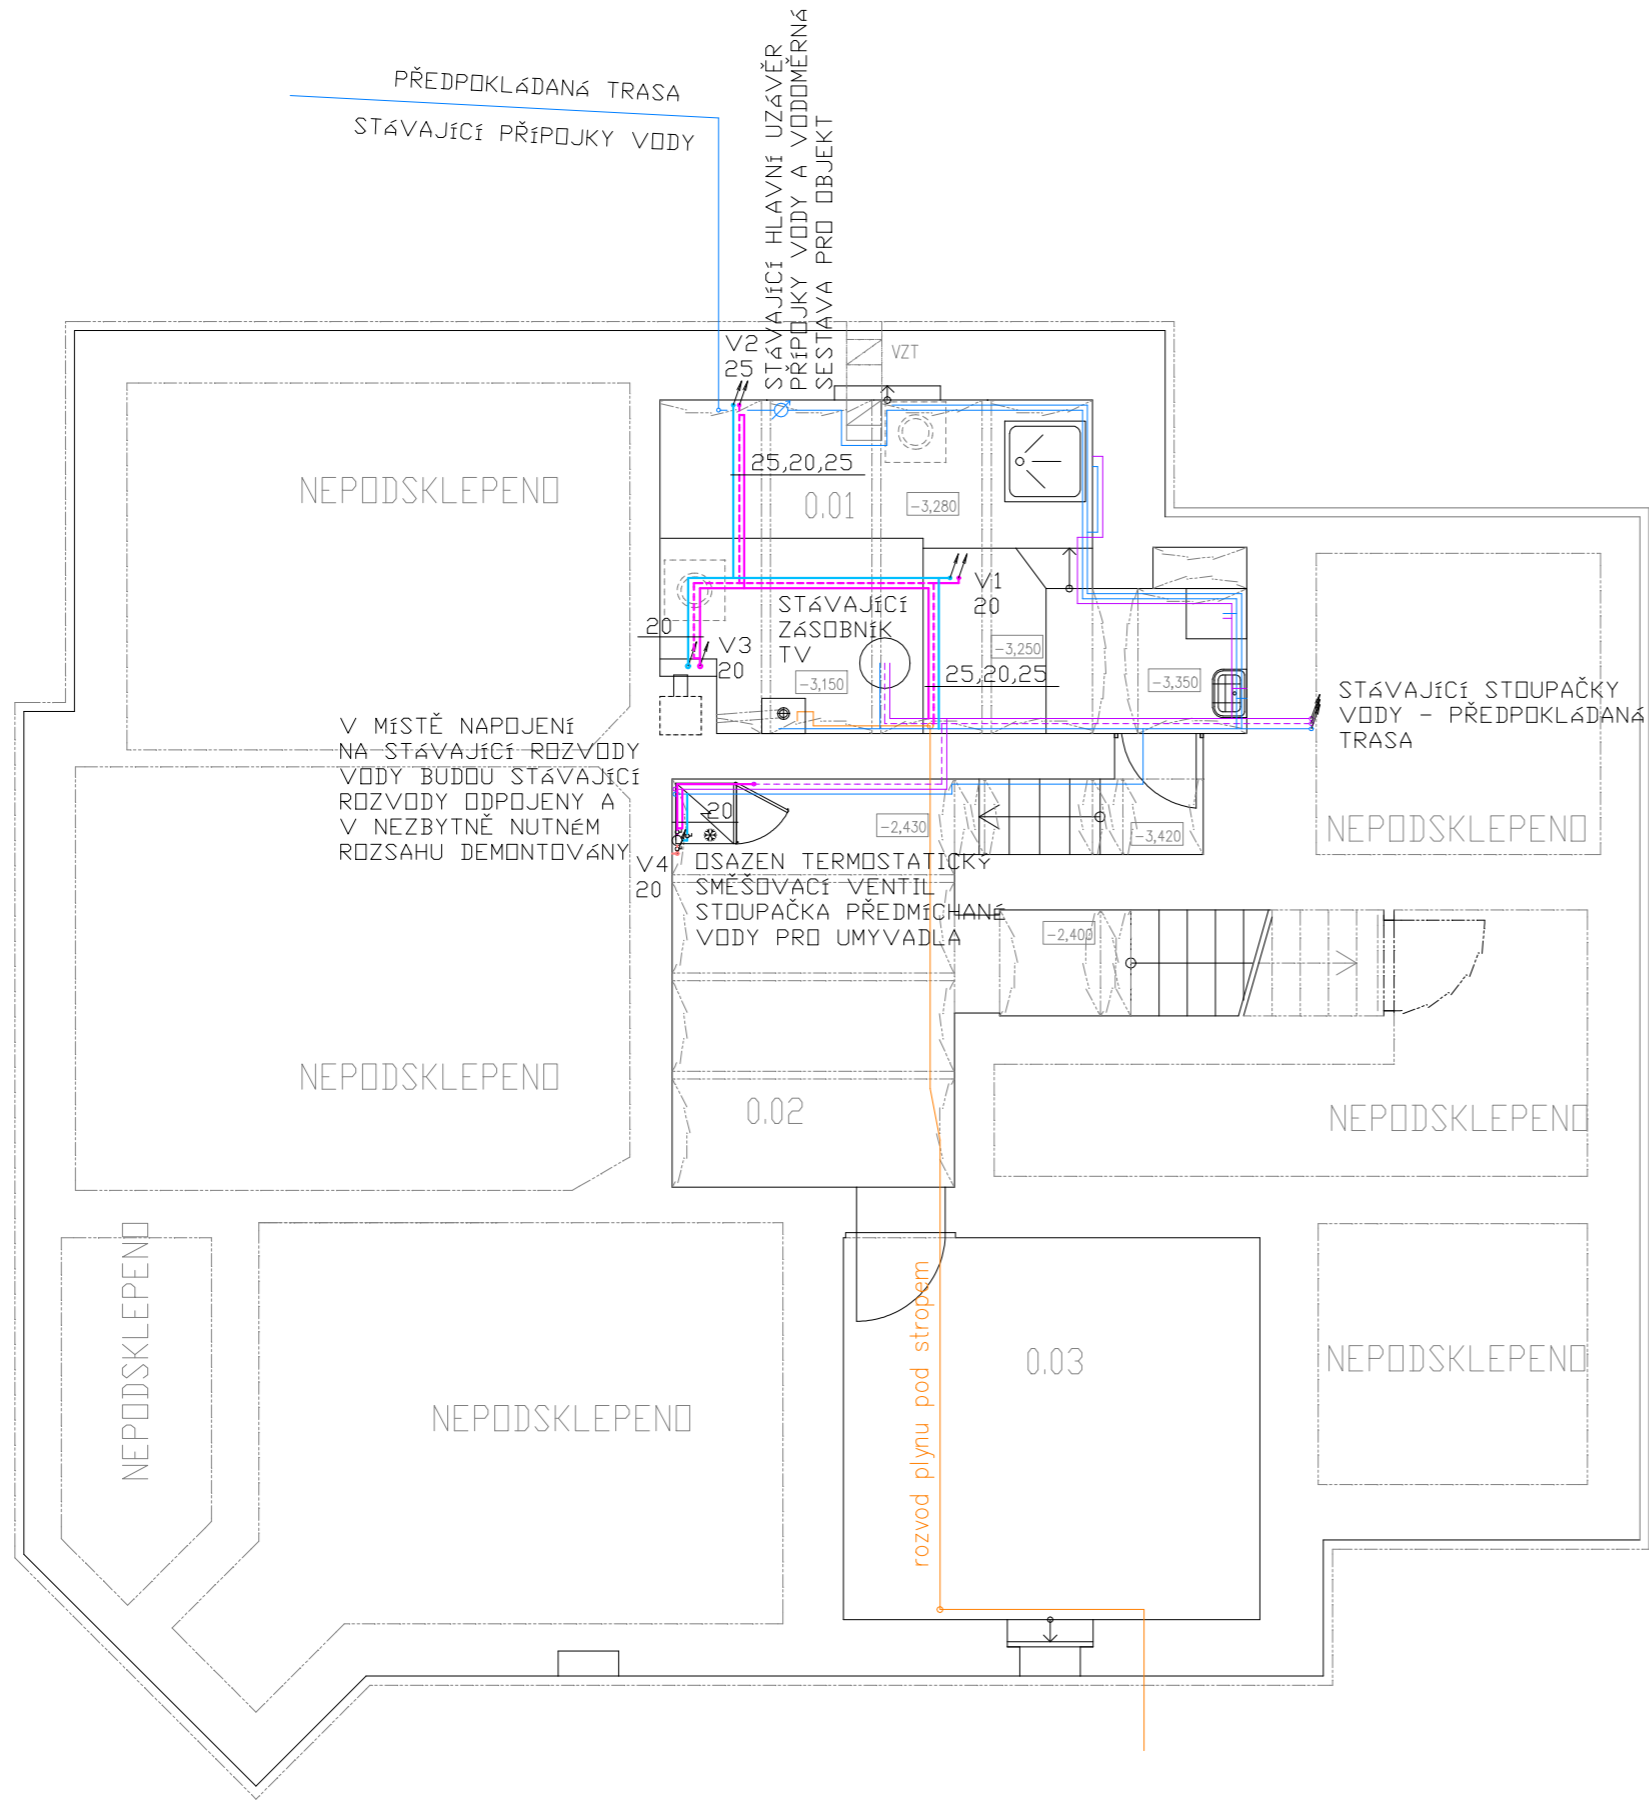 PŘEDPOKLÁDANÁ TRASA
STÁVAJÍCÍ PŘÍPOJKY VODY
STÁVAJÍCÍ HLAVNÍ UZÁVĚR
PŘÍPOJKY VODY A VODOMĚRNÁ
SESTAVA PRO OBJEKT
V2
25
VZT
25,20,25
0.01
-3,280
NEPODSKLEPENO
V1
20
STÁVAJÍCÍ
ZÁSOBNÍK
TV
20
V3
20
-3,150
-3,250
25,20,25
-3,350
STÁVAJÍCÍ STOUPAČKY
VODY - PŘEDPOKLÁDANÁ
TRASA
V MÍSTĚ NAPOJENÍ
NA STÁVAJÍCÍ ROZVODY
VODY BUDOU STÁVAJÍCÍ
ROZVODY ODPOJENY A
V NEZBYTNĚ NUTNÉM
ROZSAHU DEMONTOVÁNY
20
-2,430
-3,420
NEPODSKLEPENO
V4
20
OSAZEN TERMOSTATICKÝ
SMĚŠOVACÍ VENTIL
STOUPAČKA PŘEDMÍCHANÉ
VODY PRO UMYVADLA
-2,400
NEPODSKLEPENO
0.02
NEPODSKLEPENO
NEPODSKLEPENO
rozvod plynu pod stropem
0.03
NEPODSKLEPENO
NEPODSKLEPENO